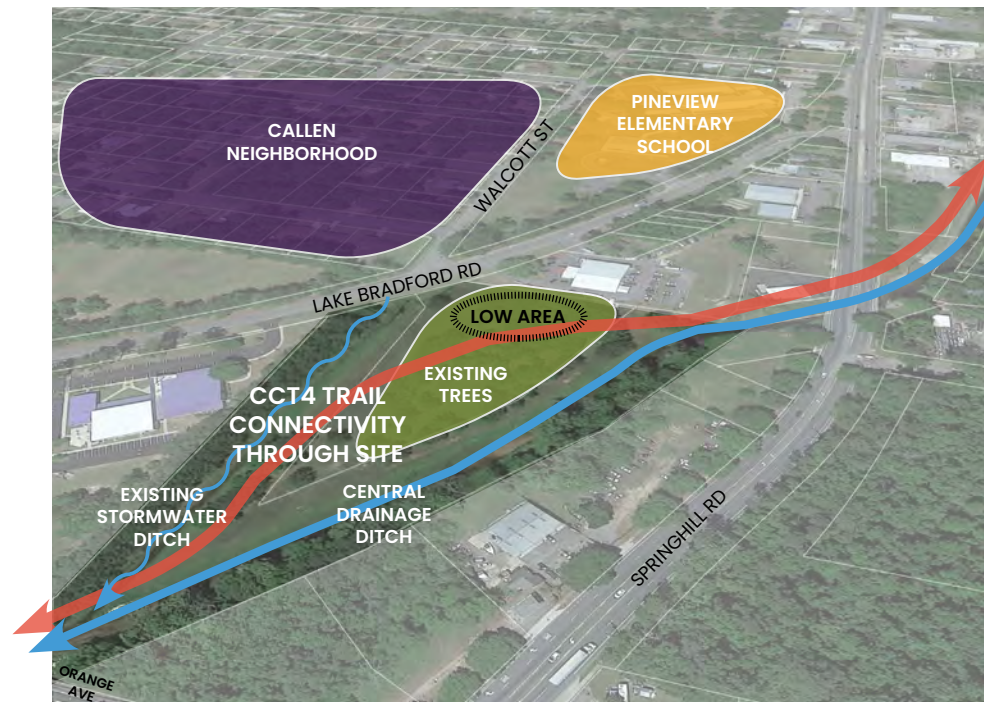 CALLEN
NEIGHBORHOOD
PINEVIEW
ELEMENTARY
SCHOOL
WALCOTT ST
LAKE BRADFORD RD
LOW AREA
EXISTING
TREES
CCT4 TRAIL
CONNECTIVITY
THROUGH SITE
EXISTING
STORMWATER
DITCH
CENTRAL
DRAINAGE
DITCH
SPRINGHILL RD
ORANGE
AVE